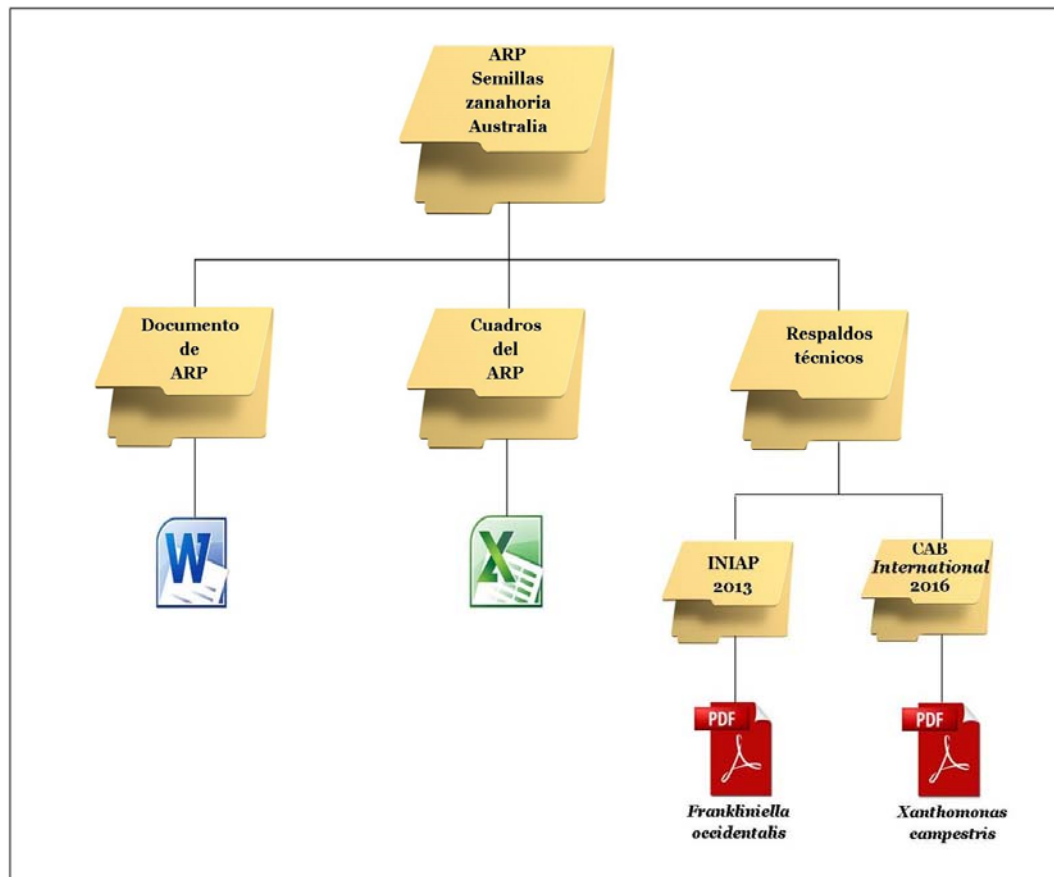 ARP
Semillas
zanahoria
Australia
Documento
de
ARP
Cuadros
del
ARP
Respaldos
técnicos
W
X
INIAP
2013
CAB
International
2016
PDF
PDF
Frankliniella
occidentalis
Xanthomonas
campestris